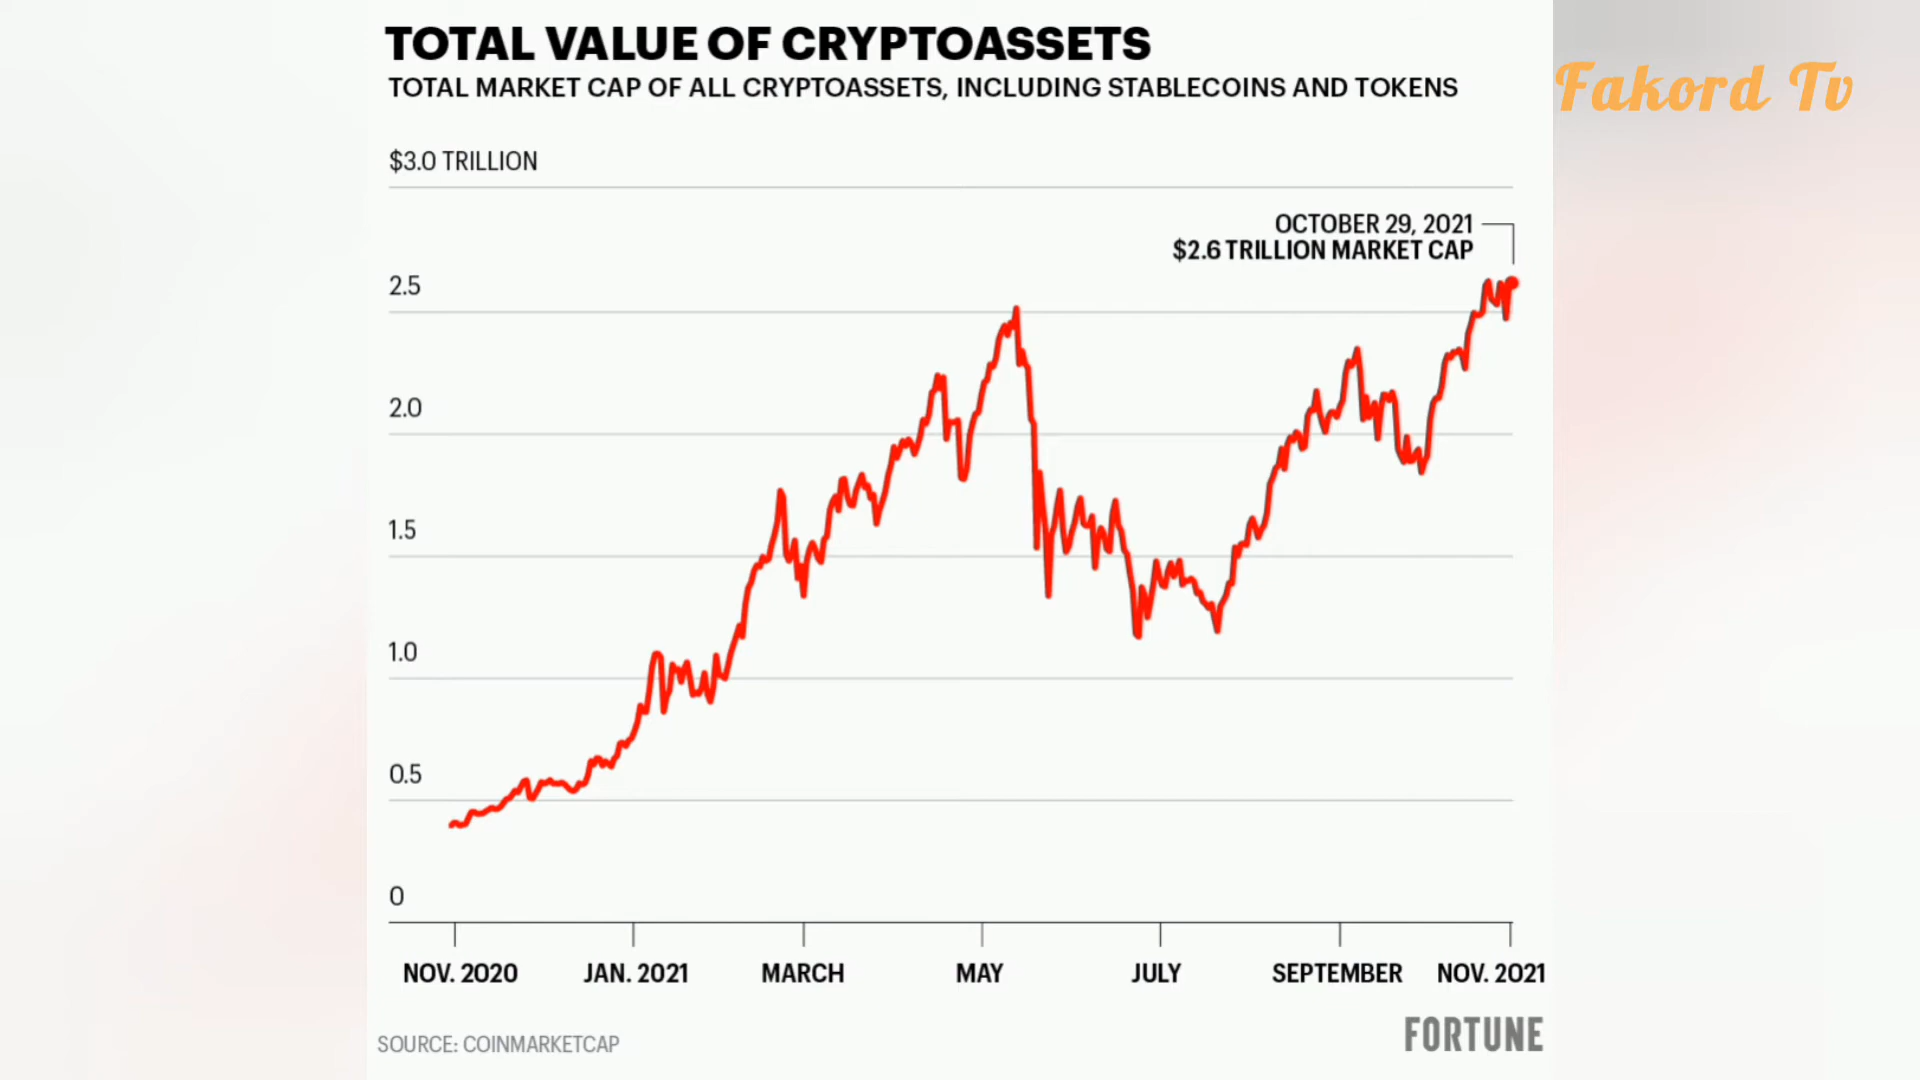 TOTAL VALUE OF CRYPTOASSETS
TOTAL MARKET CAP OF ALL CRYPTOASSETS, INCLUDING STABLECOINS AND TOKENS
Fakord Tv
$3.0 TRILLION
OCTOBER 29, 2021
$2.6 TRILLION MARKET CAP
2.5
2.0
1.5
1.0
0.5
0
NOV. 2020 JAN. 2021 MARCH MAY JULY SEPTEMBER NOV. 2021
SOURCE: COINMARKETCAP
FORTUNE